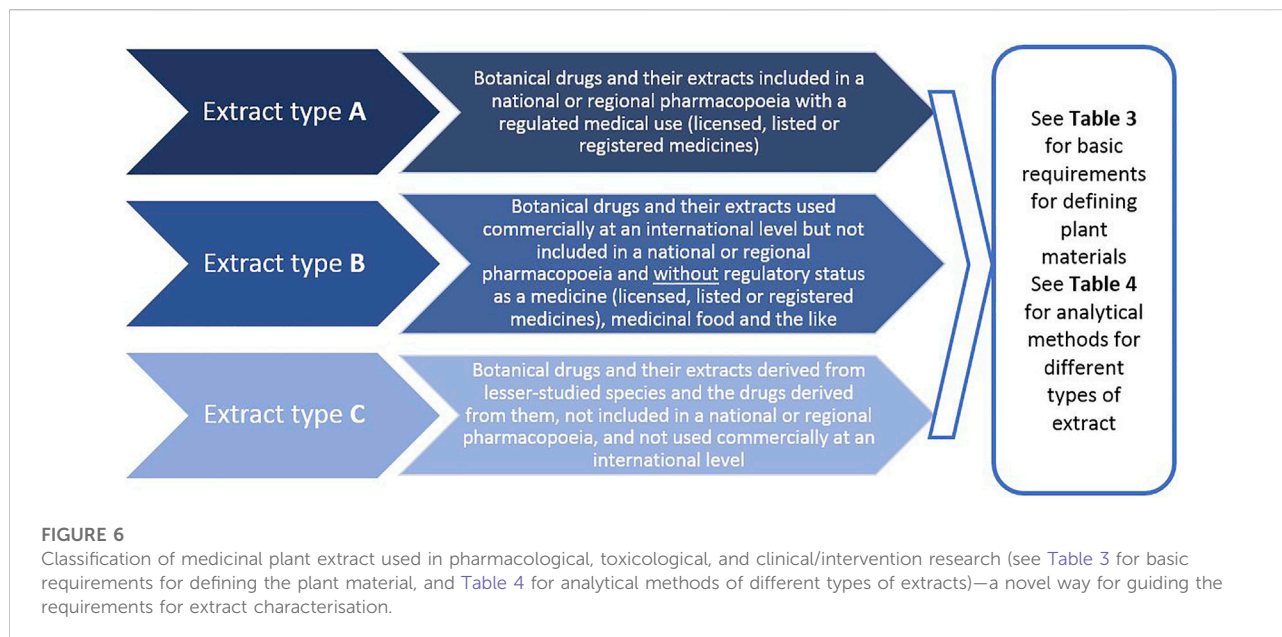 Extract type A
Botanical drugs and their extracts included in a
national or regional pharmacopoeia with a
regulated medical use (licensed, listed or
registered medicines)
Extract type B
Botanical drugs and their extracts used
commercially at an international level but not
included in a national or regional
pharmacopoeia and without regulatory status
as a medicine (licensed, listed or registered
medicines), medicinal food and the like
Extract type C
Botanical drugs and their extracts derived from
lesser-studied species and the drugs derived
from them, not included in a national or regional
pharmacopoeia, and not used commercially at an
international level
See Table 3
for basic
requirements
for defining
plant
materials
See Table 4
for analytical
methods for
different
types of
extract
FIGURE 6
Classification of medicinal plant extract used in pharmacological, toxicological, and clinical/intervention research (see Table 3 for basic
requirements for defining the plant material, and Table 4 for analytical methods of different types of extracts)—a novel way for guiding the
requirements for extract characterisation.